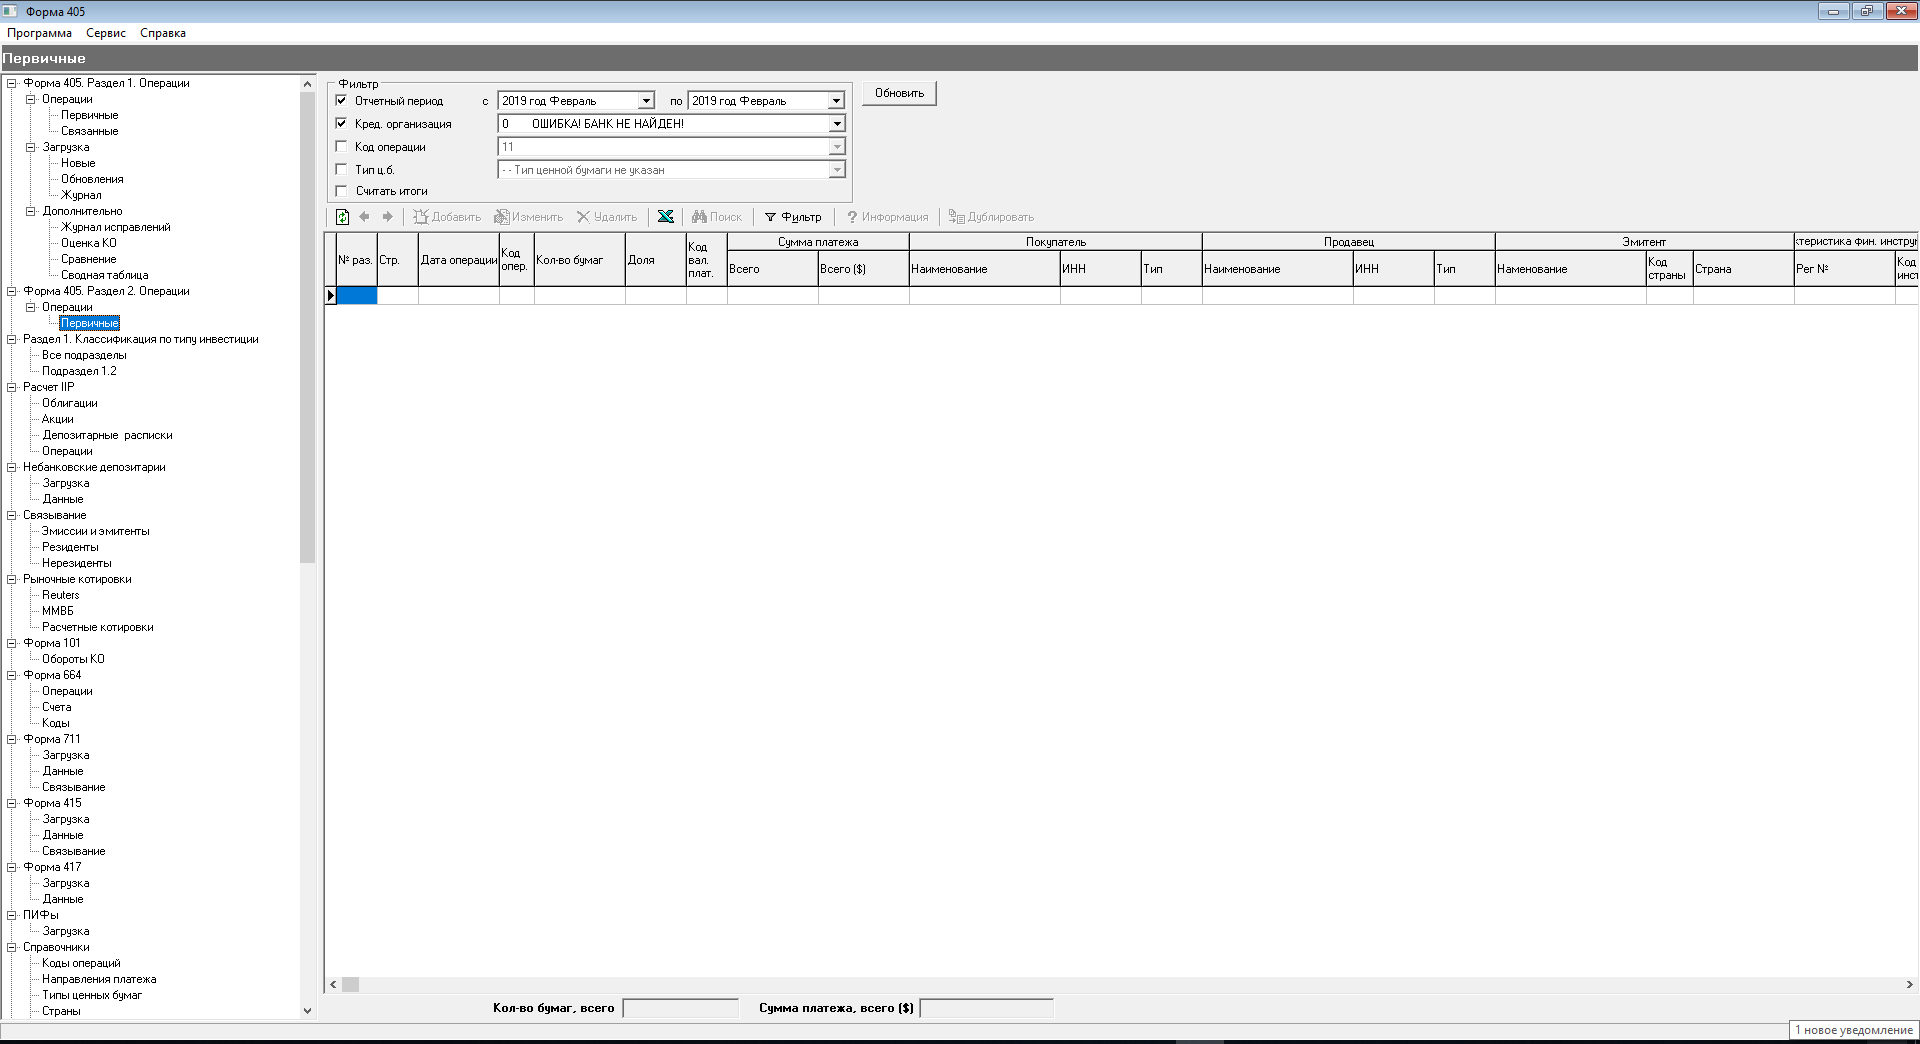 Форма 405
Программа Сервис Справка
Первичные
Форма 405. Раздел 1. Операции
Операции
Первичные
Связанные
Загрузка
Новые
Обновления
Журнал
Дополнительно
Журнал исправлений
Оценка КО
Сравнение
Сводная таблица
Форма 405. Раздел 2. Операции
Операции
Первичные
Раздел 1. Классификация по типу инвестиции
Все подразделы
Подраздел 1.2
Расчет IIP
Облигации
Акции
Депозитарные расписки
Операции
Небанковские депозитарии
Загрузка
Данные
Связывание
Эмиссии и эмитенты
Резиденты
Нерезиденты
Рыночные котировки
Reuters
ММВБ
Расчетные котировки
Форма 101
Обороты КО
Форма 664
Операции
Счета
Коды
Форма 711
Загрузка
Данные
Связывание
Форма 415
Загрузка
Данные
Связывание
Форма 417
Загрузка
Данные
ПИФы
Загрузка
Справочники
Коды операций
Направления платежа
Типы ценных бумаг
Страны
Фильтр
Отчетный период с 2019 год Февраль по 2019 год Февраль
Обновить
Кред. организация 0 ОШИБКА! БАНК НЕ НАЙДЕН!
Код операции 11
Тип ц.б. - - Тип ценной бумаги не указан
Считать итоги
Добавить Изменить Удалить Поиск Фильтр ? Информация Дублировать
Сумма платежа Покупатель Продавец Эмитент ктеристика фин. инстру
№ раз. Стр. Дата операции Код опер. Кол-во бумаг Доля Код вал. плат. Всего Всего ($) Наименование ИНН Тип Наименование ИНН Тип Наменование Код страны Страна Рег № Код инст
Кол-во бумаг, всего Сумма платежа, всего ($)
1 новое уведомление